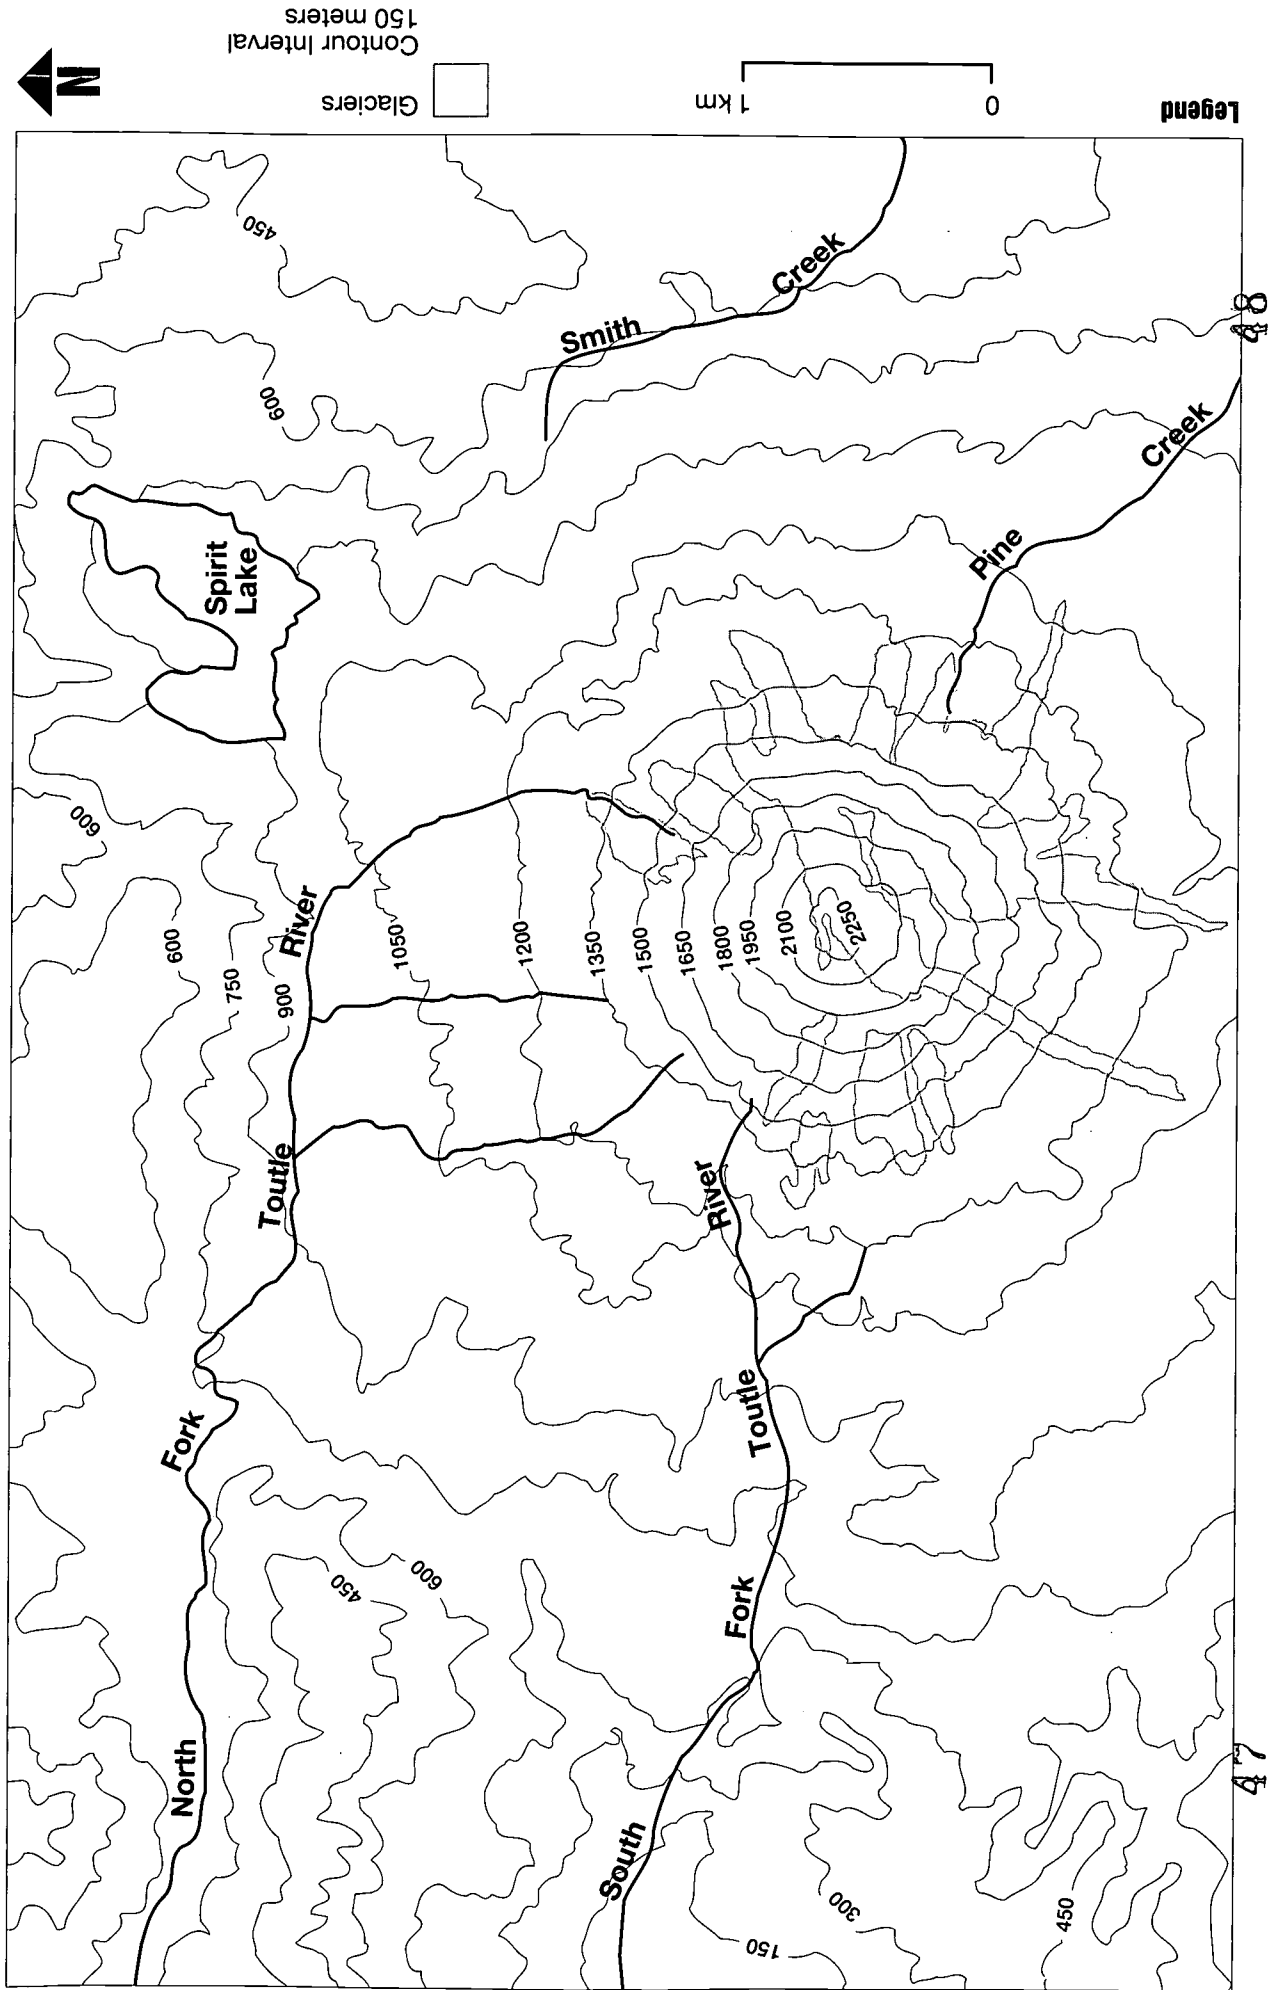 Legend
0
1 km
Glaciers
Contour Interval
150 meters
N
450
600
Smith
Creek
Spirit
Lake
Pine
Creek
600
600
750
900
River
1050
1200
1350
1500
1650
1800
1950
2100
2250
Toutle
River
Fork
Toutle
450
600
Fork
North
South
300
450
150
48
47